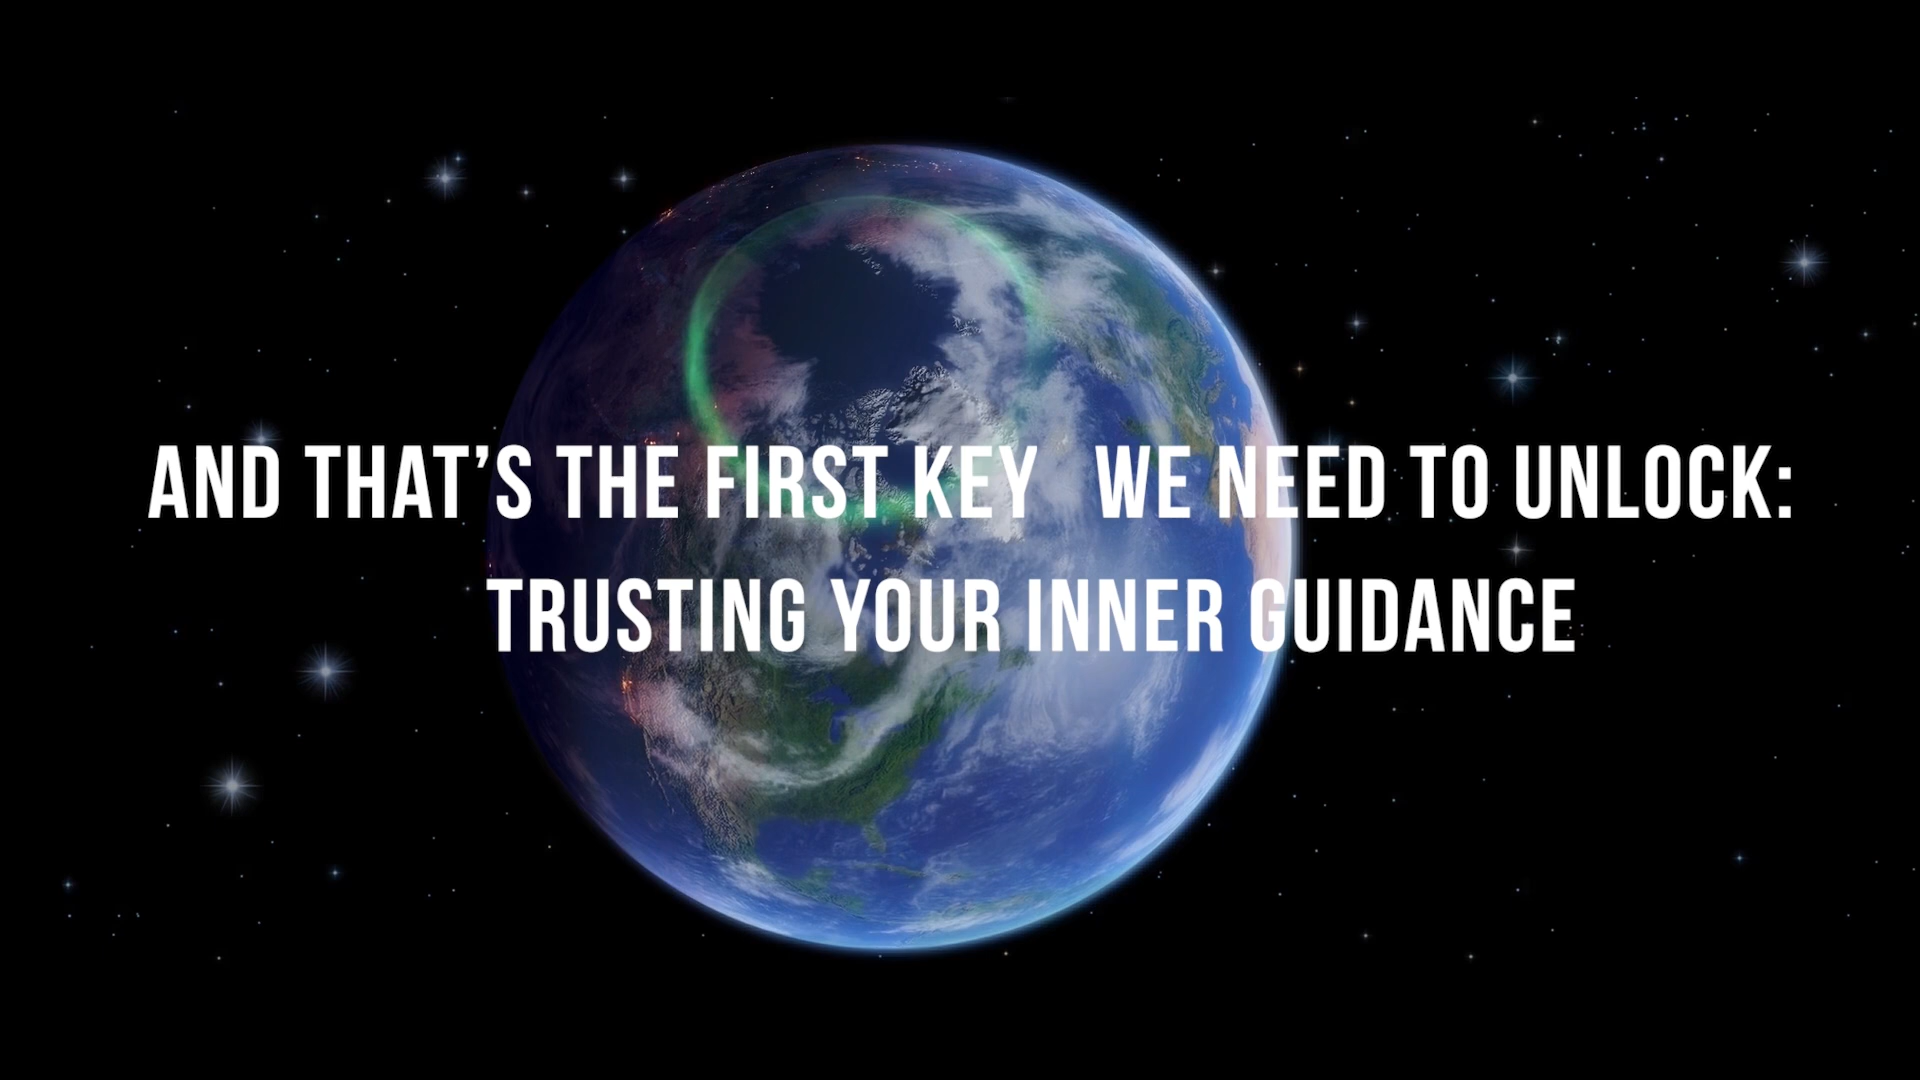 AND THAT’S THE FIRST KEY WE NEED TO UNLOCK:
TRUSTING YOUR INNER GUIDANCE